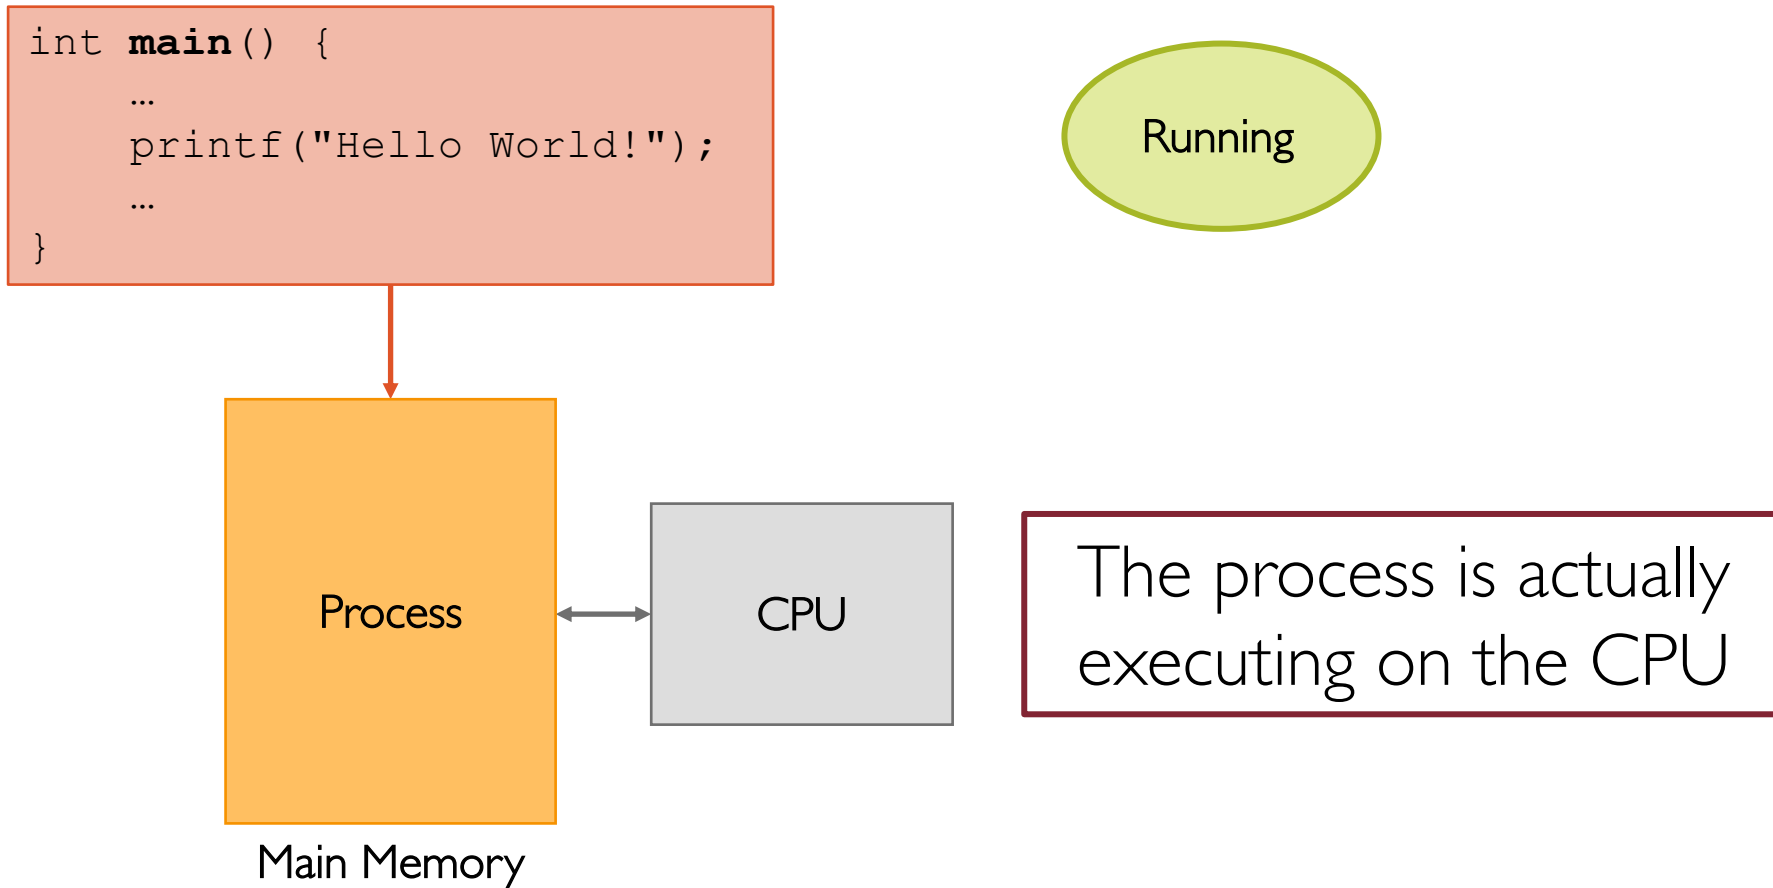 int main() {
…
printf("Hello World!");
…
}
Running
Process
CPU
The process is actually
executing on the CPU
Main Memory